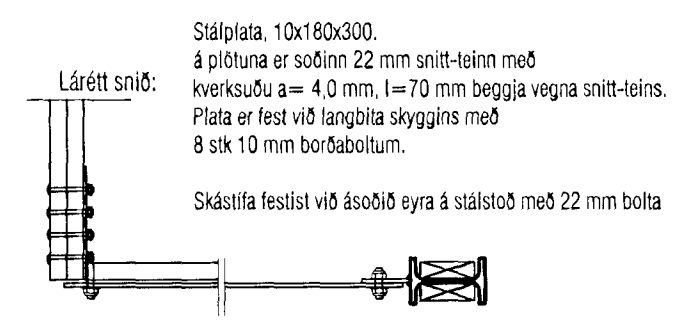 Stálplata, 10x180x300.
á plötuna er soðinn 22 mm snitt-teinn með
Lárétt snið:
kverksuðu a= 4,0 mm, l=70 mm beggja vegna snitt-teins.
Plata er fest við langbita skyggins með
8 stk 10 mm borðaboltum.
Skástífa festist við ásoðið eyra á stálstoð með 22 mm bolta